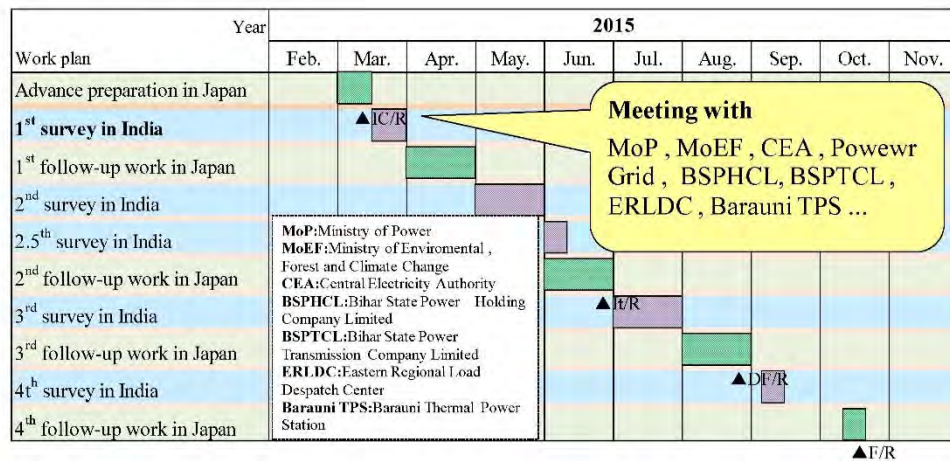 Year
2015
Work plan
Feb. Mar. Apr. May. Jun. Jul. Aug. Sep. Oct. Nov.
Advance preparation in Japan
1st survey in India
▲IC/R
1st follow-up work in Japan
2nd survey in India
2.5th survey in India
2nd follow-up work in Japan
▲It/R
3rd survey in India
3rd follow-up work in Japan
▲DF/R
4th survey in India
4th follow-up work in Japan
▲F/R
Meeting with
MoP , MoEF , CEA , Powewr
Grid , BSPHCL, BSPTCL ,
ERLDC , Barauni TPS ...
MoP:Ministry of Power
MoEF:Ministry of Enviromental ,
Forest and Climate Change
CEA:Central Electricity Authority
BSPHCL:Bihar State Power Holding
Company Limited
BSPTCL:Bihar State Power
Transmission Company Limited
ERLDC:Eastern Regional Load
Despatch Center
Barauni TPS:Barauni Thermal Power
Station